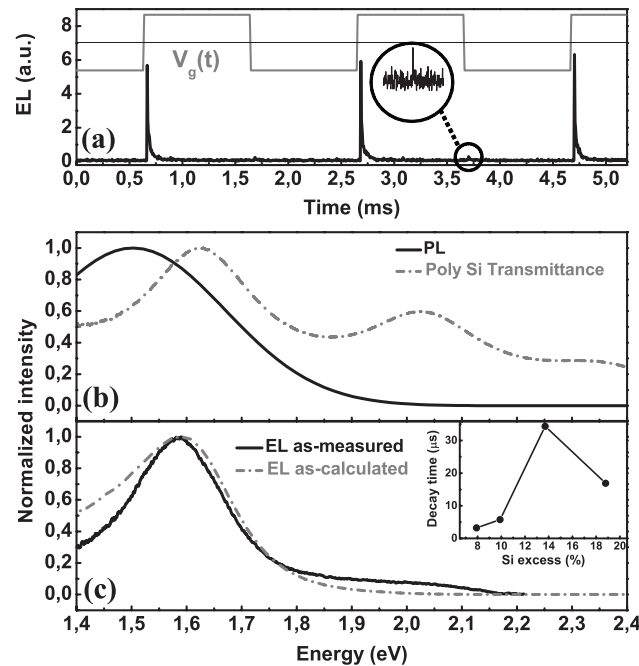 8
6
4
2
0
EL (a.u.)
V_g(t)
(a)
0,0 0,5 1,0 1,5 2,0 2,5 3,0 3,5 4,0 4,5 5,0
Time (ms)
1,0
0,8
0,6
0,4
0,2
0,0
PL
Poly Si Transmittance
(b)
Normalized intensity
1,0
0,8
0,6
0,4
0,2
0,0
EL as-measured
EL as-calculated
(c)
30
20
10
0
Decay time (μs)
8 10 12 14 16 18 20
Si excess (%)
1,4 1,5 1,6 1,7 1,8 1,9 2,0 2,1 2,2 2,3 2,4
Energy (eV)